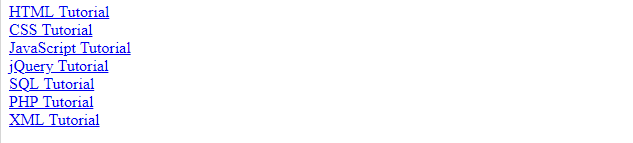 HTML Tutorial
CSS Tutorial
JavaScript Tutorial
jQuery Tutorial
SQL Tutorial
PHP Tutorial
XML Tutorial